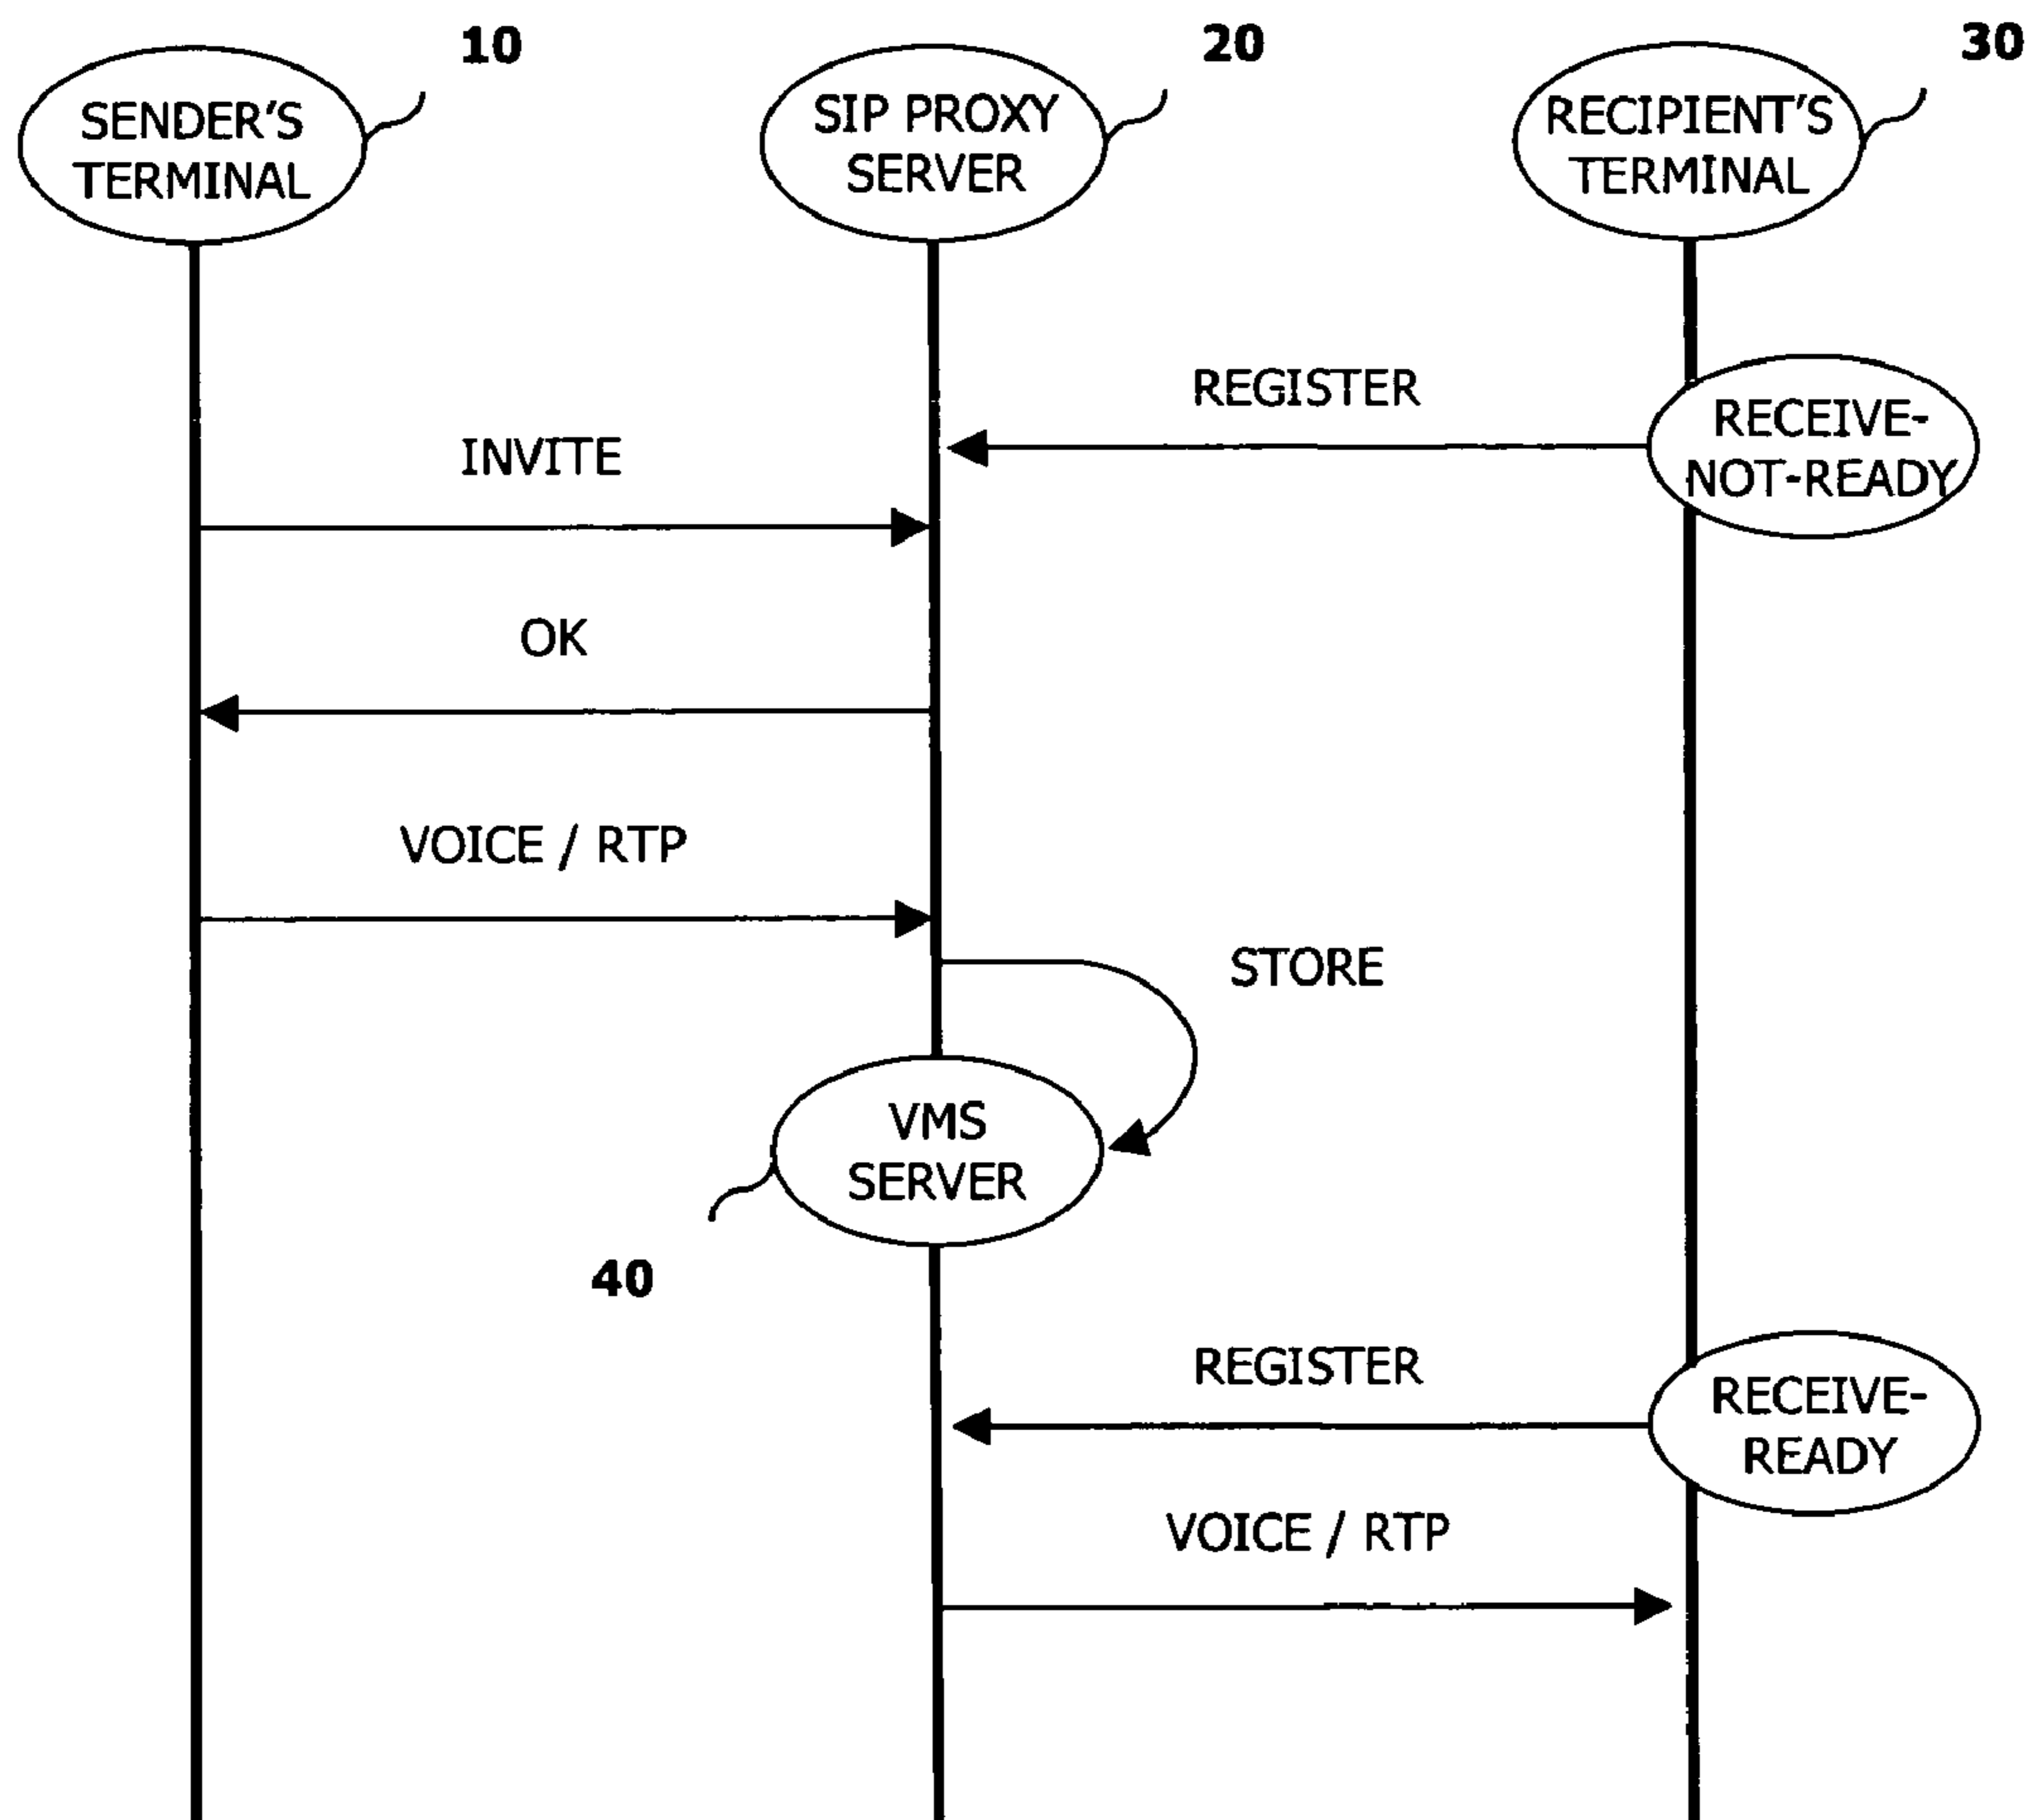 10
20
30
SENDER'S
TERMINAL
SIP PROXY
SERVER
RECIPIENT'S
TERMINAL
REGISTER
RECEIVE-
NOT-READY
INVITE
OK
VOICE / RTP
STORE
VMS
SERVER
40
REGISTER
RECEIVE-
READY
VOICE / RTP